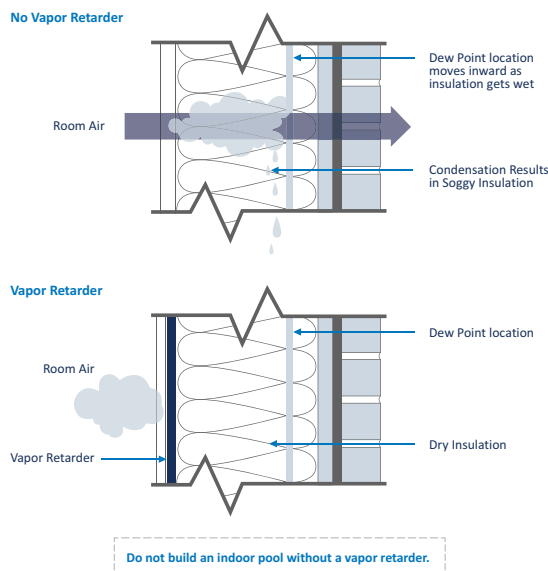 No Vapor Retarder
Dew Point location
moves inward as
insulation gets wet
Room Air
Condensation Results
in Soggy Insulation
Vapor Retarder
Dew Point location
Room Air
Dry Insulation
Vapor Retarder
Do not build an indoor pool without a vapor retarder.